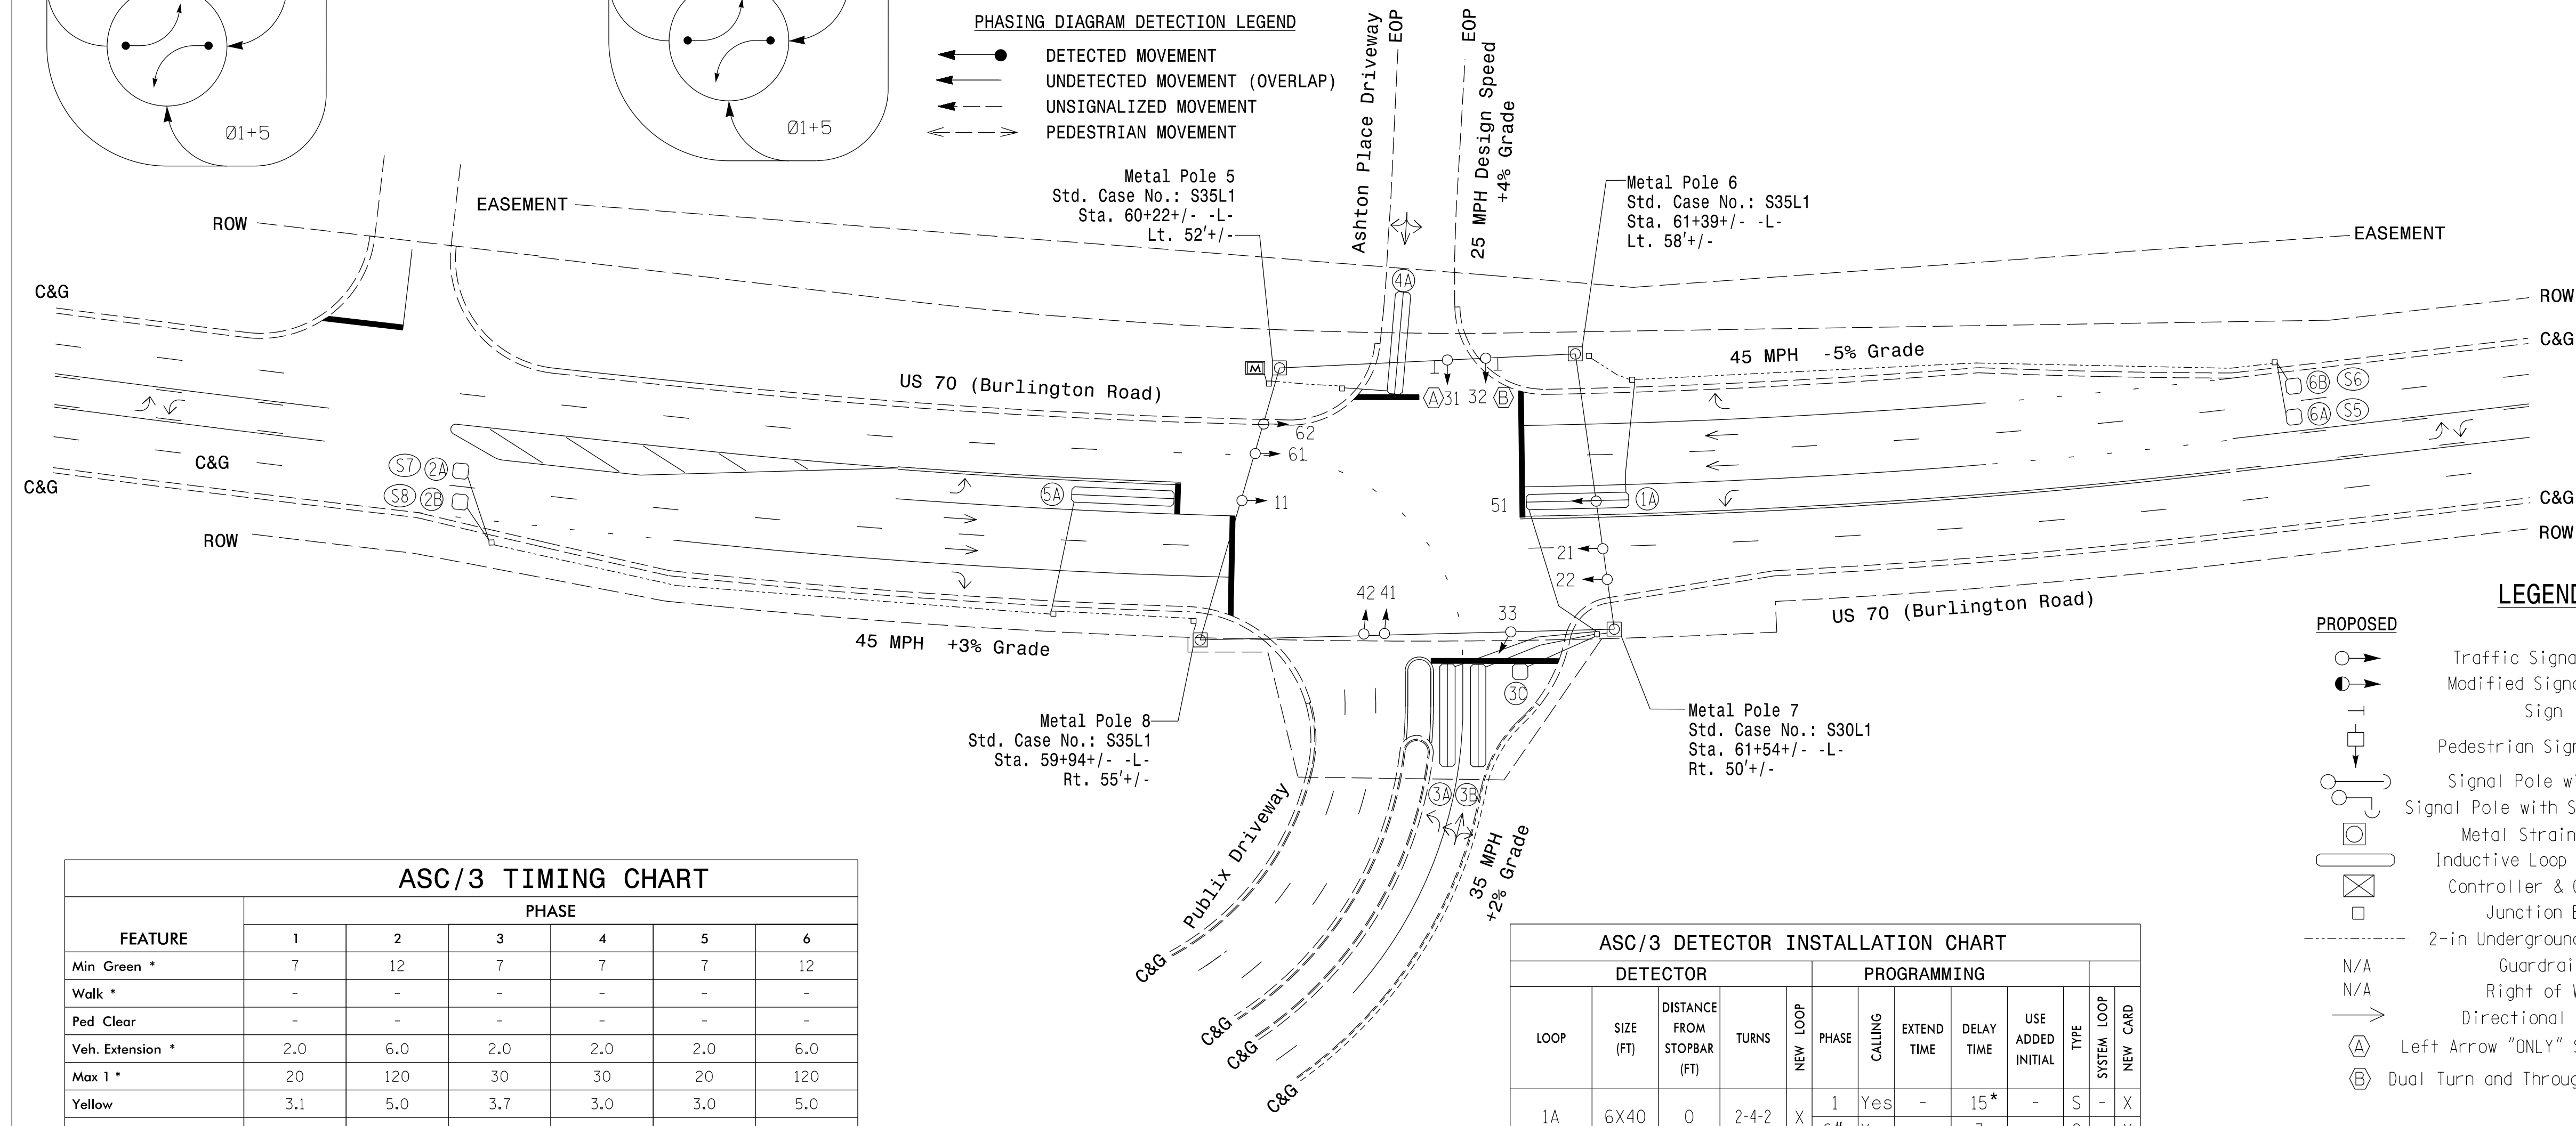 Ø1+5
Ø1+5
PHASING DIAGRAM DETECTION LEGEND
DETECTED MOVEMENT
UNDETECTED MOVEMENT (OVERLAP)
UNSIGNALIZED MOVEMENT
PEDESTRIAN MOVEMENT
Ashton Place Driveway
EOP
EOP
25 MPH Design Speed
+4% Grade
Metal Pole 5
Std. Case No.: S35L1
Sta. 60+22+/- -L-
Lt. 52'+/-
Metal Pole 6
Std. Case No.: S35L1
Sta. 61+39+/- -L-
Lt. 58'+/-
ROW
EASEMENT
EASEMENT
C&G
ROW
C&G
4A
M
US 70 (Burlington Road)
45 MPH -5% Grade
A 31 32 B
6B S6
6A S5
62
61
11
C&G
C&G
S7 2A
S8 2B
5A
51
1A
C&G
ROW
ROW
21
22
42 41
33
45 MPH +3% Grade
US 70 (Burlington Road)
3C
Metal Pole 8
Std. Case No.: S35L1
Sta. 59+94+/- -L-
Rt. 55'+/-
Metal Pole 7
Std. Case No.: S30L1
Sta. 61+54+/- -L-
Rt. 50'+/-
3A 3B
Publix Driveway
35 MPH
+2% Grade
C&G
C&G
C&G
C&G
LEGEND
PROPOSED
Traffic Signa
Modified Signa
Sign
Pedestrian Sign
Signal Pole wi
Signal Pole with S
Metal Strain
Inductive Loop
Controller & C
Junction B
2-in Underground
N/A Guardrai
N/A Right of W
Directional
A Left Arrow "ONLY" S
B Dual Turn and Throug
ASC/3 TIMING CHART
FEATURE PHASE
1 2 3 4 5 6
Min Green * 7 12 7 7 7 12
Walk * - - - - - -
Ped Clear - - - - - -
Veh. Extension * 2.0 6.0 2.0 2.0 2.0 6.0
Max 1 * 20 120 30 30 20 120
Yellow 3.1 5.0 3.7 3.0 3.0 5.0
ASC/3 DETECTOR INSTALLATION CHART
DETECTOR PROGRAMMING
LOOP SIZE (FT) DISTANCE FROM STOPBAR (FT) TURNS NEW LOOP PHASE CALLING EXTEND TIME DELAY TIME USE ADDED INITIAL TYPE SYSTEM LOOP NEW CARD
1A 6X40 0 2-4-2 X 1 Yes - 15* - S - X